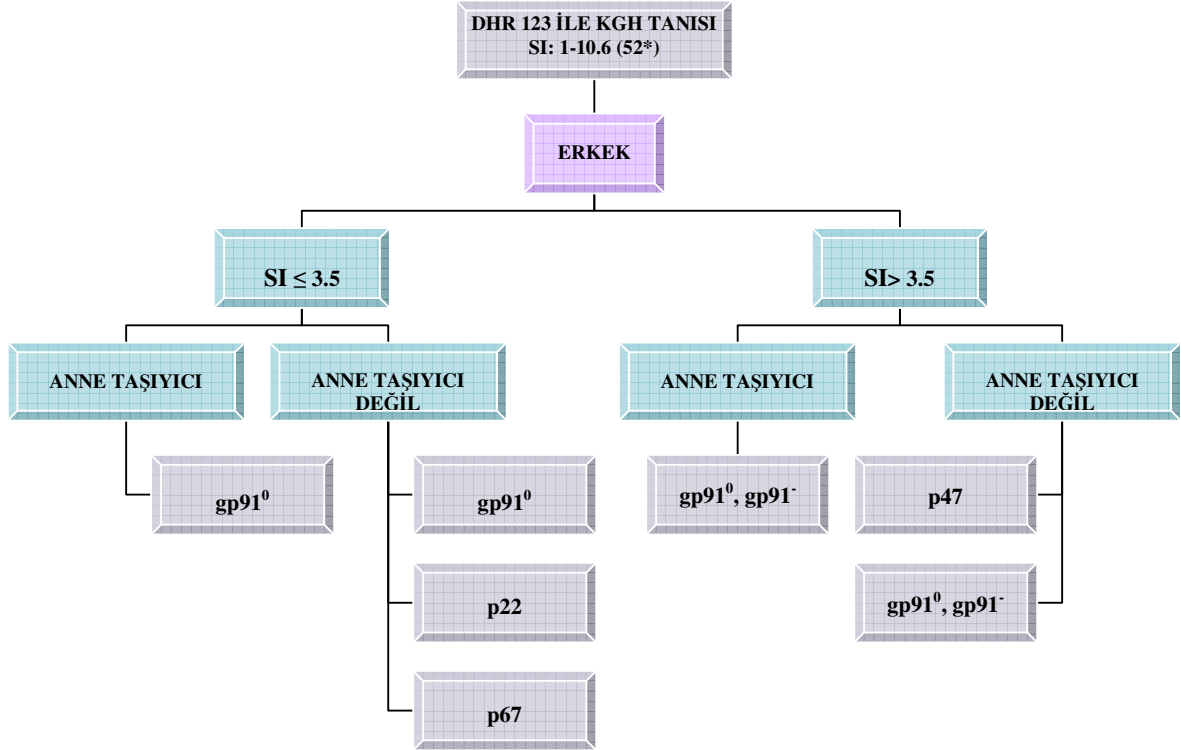 DHR 123 İLE KGH TANISI
SI: 1-10.6 (52*)
ERKEK
SI ≤ 3.5
SI> 3.5
ANNE TAŞIYICI
ANNE TAŞIYICI
DEĞİL
ANNE TAŞIYICI
ANNE TAŞIYICI
DEĞİL
gp91⁰
gp91⁰
p22
p67
gp91⁰, gp91⁻
p47
gp91⁰, gp91⁻